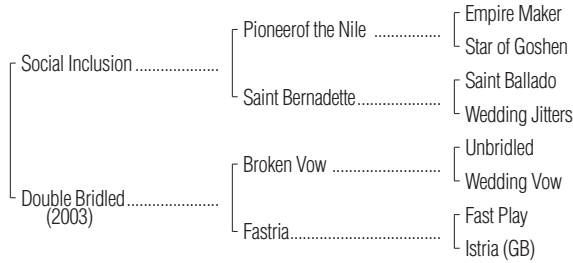 Empire Maker
Pioneerof the Nile ................
Star of Goshen
Social Inclusion .....................
Saint Ballado
Saint Bernadette.....................
Wedding Jitters
Unbridled
Broken Vow ...........................
Wedding Vow
Double Bridled.......................
(2003)
Fast Play
Fastria......................................
Istria (GB)